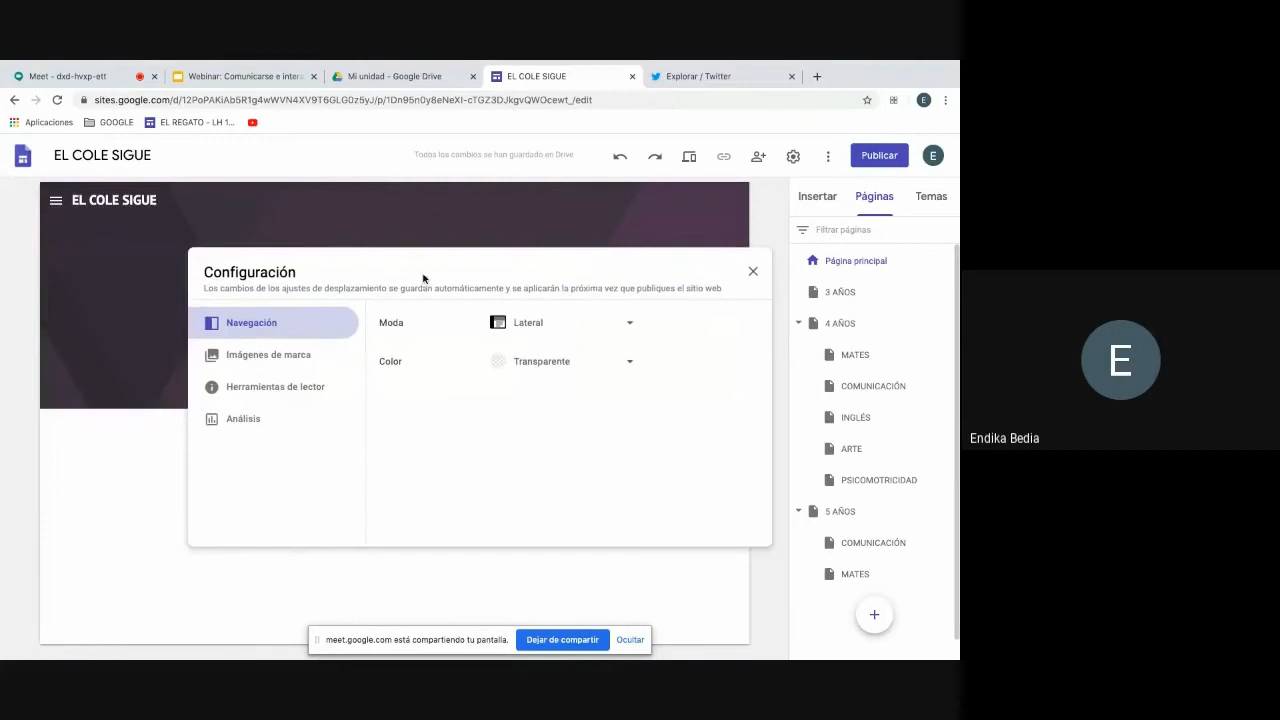 Meet - dxd-hvxp-ett
Webinar: Comunicarse e inter
Mi unidad - Google Drive
EL COLE SIGUE
Explorar / Twitter
sites.google.com/d/12PoPAKiAb5R1g4wWVN4XV9T6GLG0z5yJ/p/1Dn95n0y8eNeXI-cTGZ3DJkgvQWOcewt_/edit
E
Aplicaciones
GOOGLE
EL REGATO - LH 1...
EL COLE SIGUE
Todos los cambios se han guardado en Drive
Publicar
E
EL COLE SIGUE
Insertar
Páginas
Temas
Filtrar páginas
Configuración
Los cambios de los ajustes de desplazamiento se guardan automáticamente y se aplicarán la próxima vez que publiques el sitio web
Navegación
Imágenes de marca
Herramientas de lector
Análisis
Moda
Lateral
Color
Transparente
Página principal
3 AÑOS
4 AÑOS
MATES
COMUNICACIÓN
INGLÉS
ARTE
PSICOMOTRICIDAD
5 AÑOS
COMUNICACIÓN
MATES
meet.google.com está compartiendo tu pantalla.
Dejar de compartir
Ocultar
E
Endika Bedia